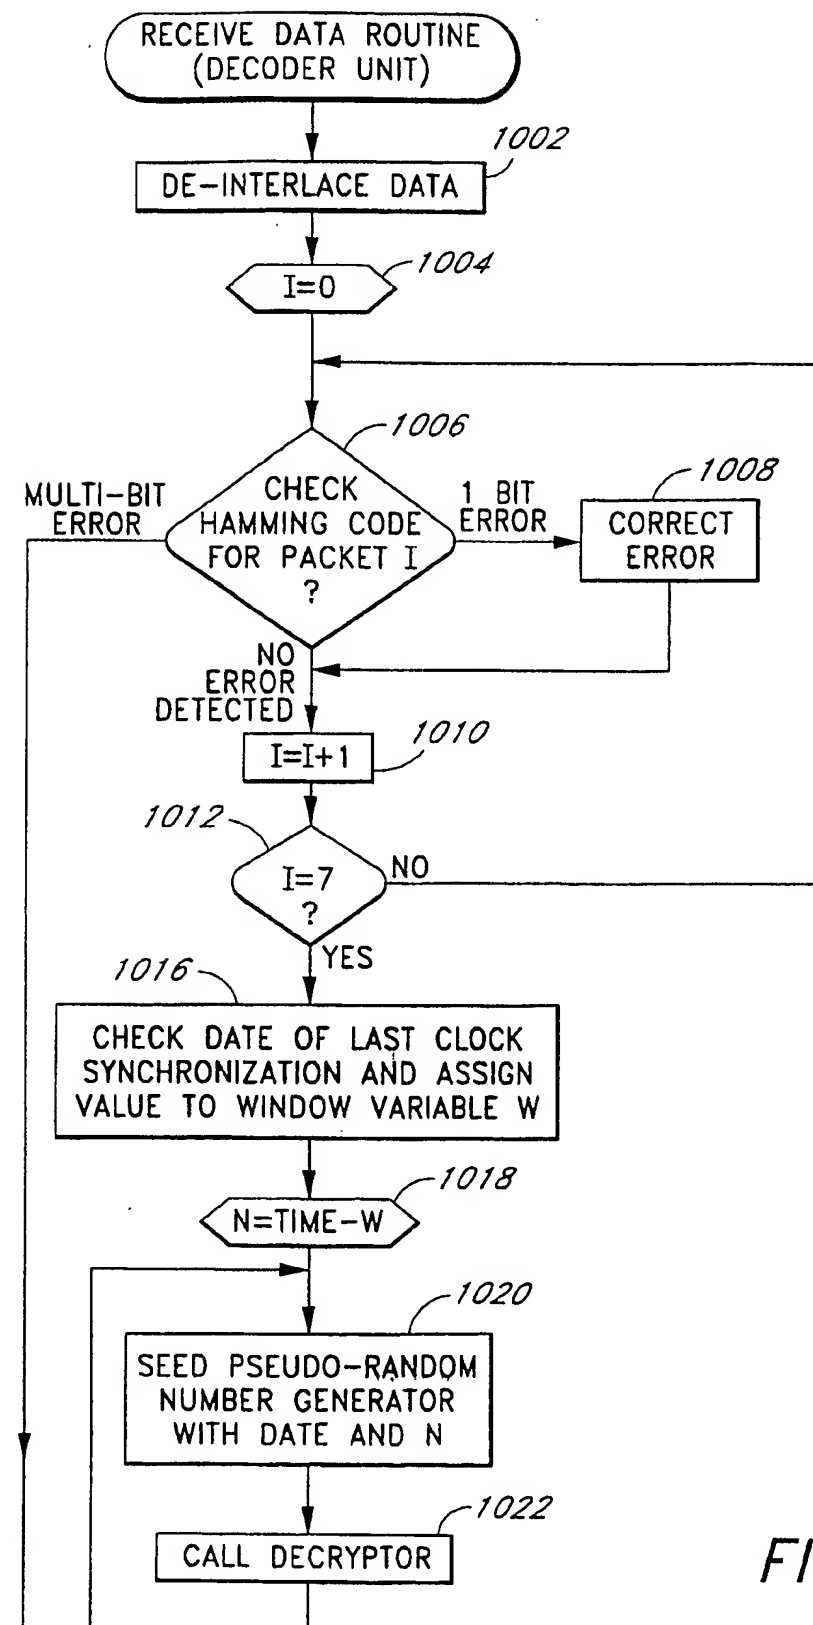 RECEIVE DATA ROUTINE
(DECODER UNIT)
1002
DE-INTERLACE DATA
1004
I=0
1006
CHECK
HAMMING CODE
FOR PACKET I
?
MULTI-BIT
ERROR
1 BIT
ERROR
1008
CORRECT
ERROR
NO
ERROR
DETECTED
1010
I=I+1
1012
I=7
?
NO
YES
1016
CHECK DATE OF LAST CLOCK
SYNCHRONIZATION AND ASSIGN
VALUE TO WINDOW VARIABLE W
1018
N=TIME-W
1020
SEED PSEUDO-RANDOM
NUMBER GENERATOR
WITH DATE AND N
1022
CALL DECRYPTOR
FI